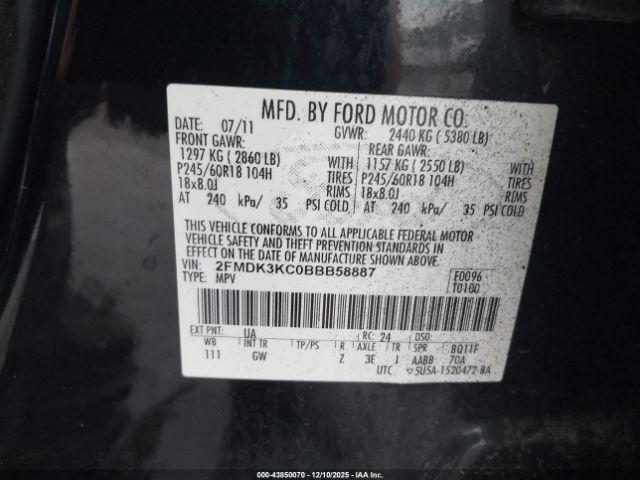 MFD. BY FORD MOTOR CO.
DATE: 07/11 GVWR: 2440 KG ( 5380 LB)
FRONT GAWR: REAR GAWR:
1297 KG ( 2860 LB) WITH 1157 KG ( 2550 LB) WITH
P245/60R18 104H TIRES P245/60R18 104H TIRES
18x8.0J RIMS 18x8.0J RIMS
AT 240 kPa/ 35 PSI COLD AT 240 kPa/ 35 PSI COLD
THIS VEHICLE CONFORMS TO ALL APPLICABLE FEDERAL MOTOR
VEHICLE SAFETY AND THEFT PREVENTION STANDARDS IN
EFFECT ON THE DATE OF MANUFACTURE SHOWN ABOVE.
VIN: 2FMDK3KC0BBB58887 F0096
TYPE: MPV T0100
EXT PNT: UA RC: 24 DSO:
WB INT TR TP/PS R AXLE TR SPR BQ11F
111 GW Z 3E J AABB 70A
UTC ▽5U5A-1520472-BA
000-43850070 - 12/10/2025 - IAAI.CA